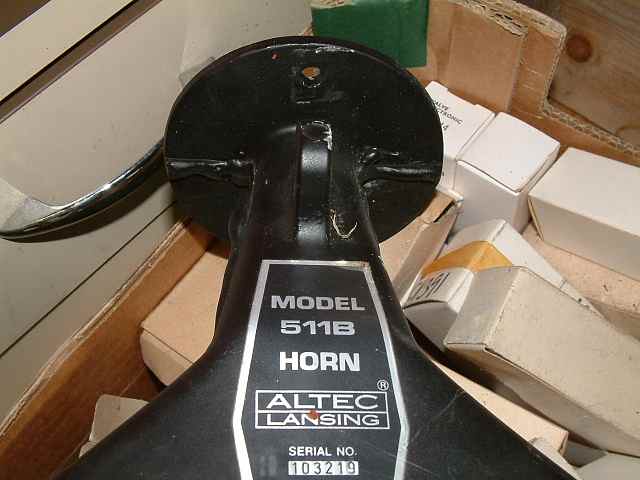 MODEL
511B
HORN
ALTEC
®
LANSING
SERIAL NO.
103219